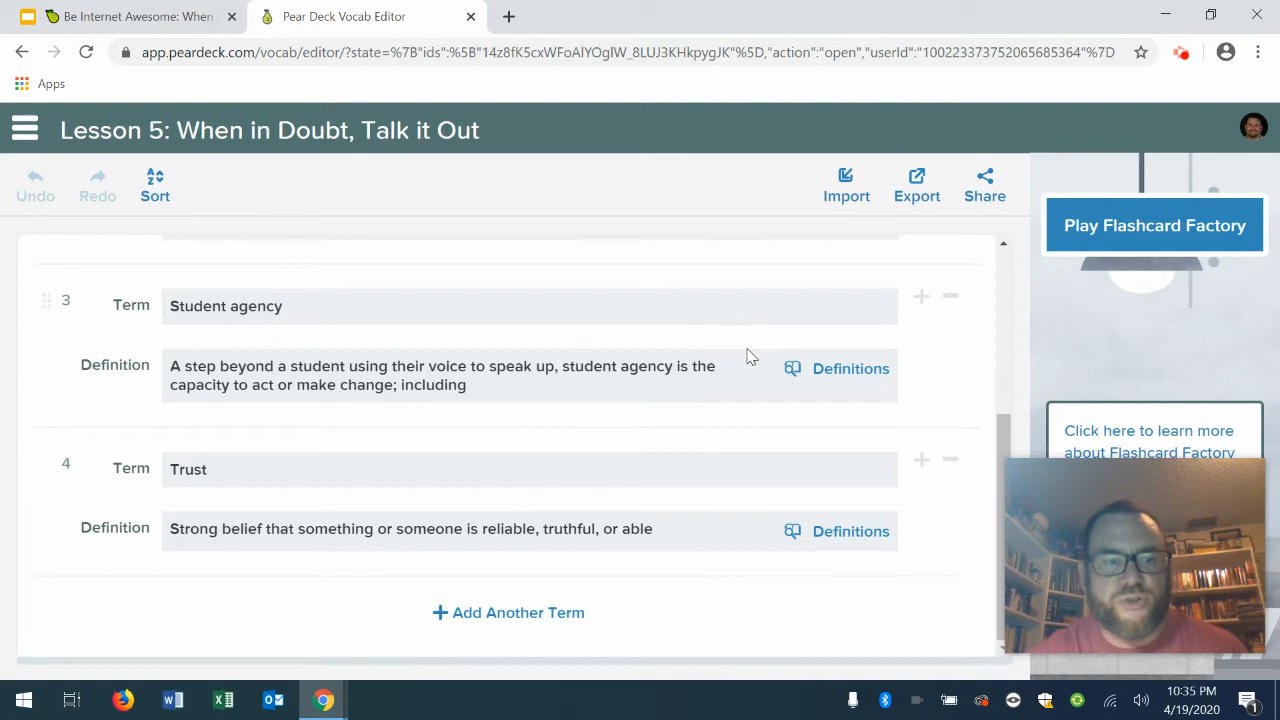 Be Internet Awesome: When
Pear Deck Vocab Editor
app.peardeck.com/vocab/editor/?state=%7B"ids":%5B"14z8fK5cxWFoAlYOglW_8LUJ3KHkpygJK"%5D,"action":"open","userId":"100223373752065685364"%7D
Apps
Lesson 5: When in Doubt, Talk it Out
Undo
Redo
A
Z
Sort
Import
Export
Share
Play Flashcard Factory
3
Term
Student agency
Definition
A step beyond a student using their voice to speak up, student agency is the
capacity to act or make change; including
Definitions
4
Term
Trust
Definition
Strong belief that something or someone is reliable, truthful, or able
Definitions
Add Another Term
Click here to learn more
about Flashcard Factory
10:35 PM
4/19/2020
1